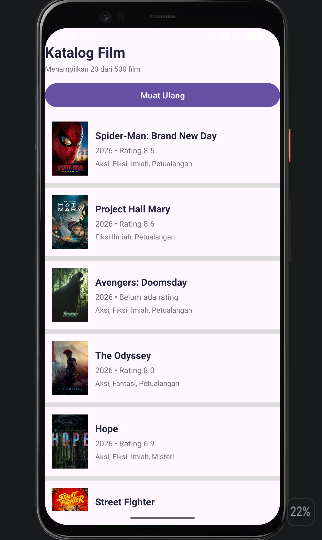 Katalog Film
Menampilkan 20 dari 500 film
Muat Ulang
Spider-Man: Brand New Day
2026 • Rating 8.5
Aksi, Fiksi Ilmiah, Petualangan
Project Hail Mary
2026 • Rating 8.6
Fiksi Ilmiah, Petualangan
Avengers: Doomsday
2026 • Belum ada rating
Aksi, Fiksi Ilmiah, Petualangan
The Odyssey
2026 • Rating 8.0
Aksi, Fantasi, Petualangan
HOPE
Hope
2026 • Rating 6.9
Aksi, Fiksi Ilmiah, Misteri
STREET FIGHTER
Street Fighter
22%